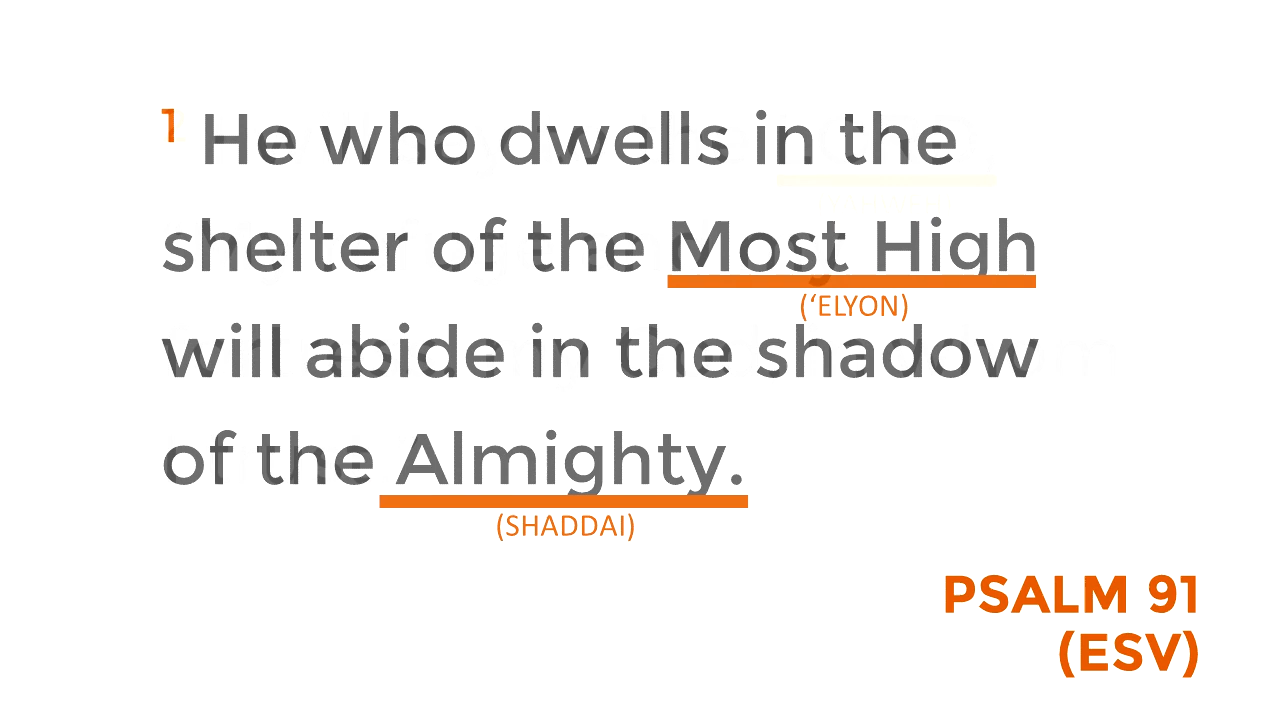 1 He who dwells in the
shelter of the Most High
(‘ELYON)
will abide in the shadow
of the Almighty.
(SHADDAI)
PSALM 91
(ESV)